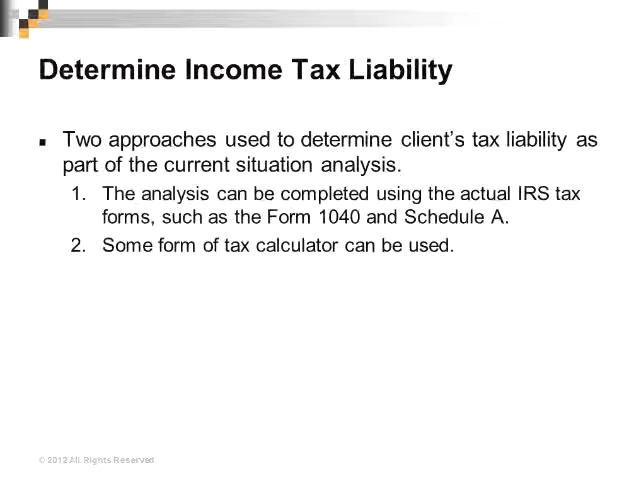 Determine Income Tax Liability
Two approaches used to determine client's tax liability as
part of the current situation analysis.
1. The analysis can be completed using the actual IRS tax
forms, such as the Form 1040 and Schedule A.
2. Some form of tax calculator can be used.
© 2012 All Rights Reserved